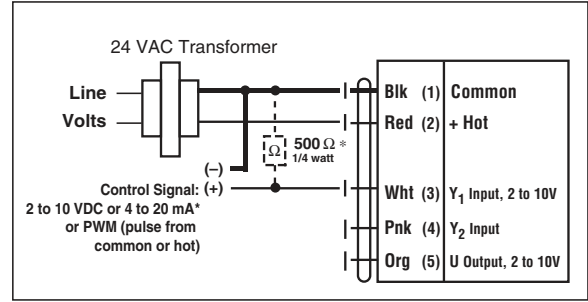 24 VAC Transformer
Line
Volts
Blk (1) Common
Red (2) + Hot
Ω
500 Ω *
1/4 watt
(–)
Control Signal: (+)
2 to 10 VDC or 4 to 20 mA*
or PWM (pulse from
common or hot)
Wht (3) Y1 Input, 2 to 10V
Pnk (4) Y2 Input
Org (5) U Output, 2 to 10V